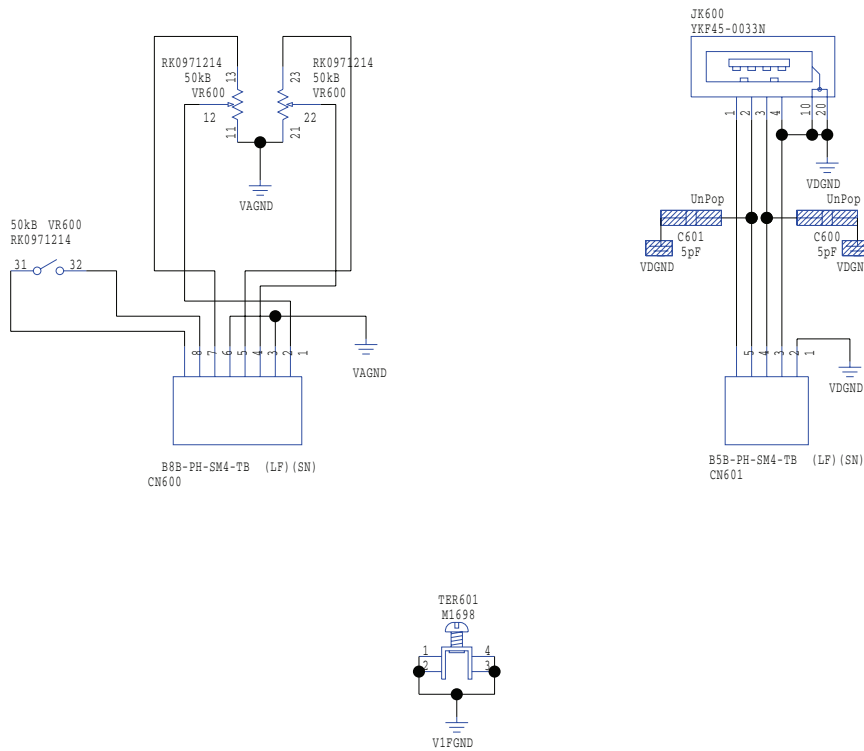 JK600
YKF45-0033N
RK0971214
50kB
VR600
13
12
11
RK0971214
50kB
VR600
23
22
21
VAGND
1
2
3
4
10
20
VDGND
UnPop
C601
5pF
VDGND
UnPop
C600
5pF
VDGN
50kB VR600
RK0971214
31
32
VAGND
8
7
6
5
4
3
2
1
B8B-PH-SM4-TB (LF)(SN)
CN600
5
4
3
2
1
VDGND
B5B-PH-SM4-TB (LF)(SN)
CN601
TER601
M1698
1
4
2
3
V1FGND